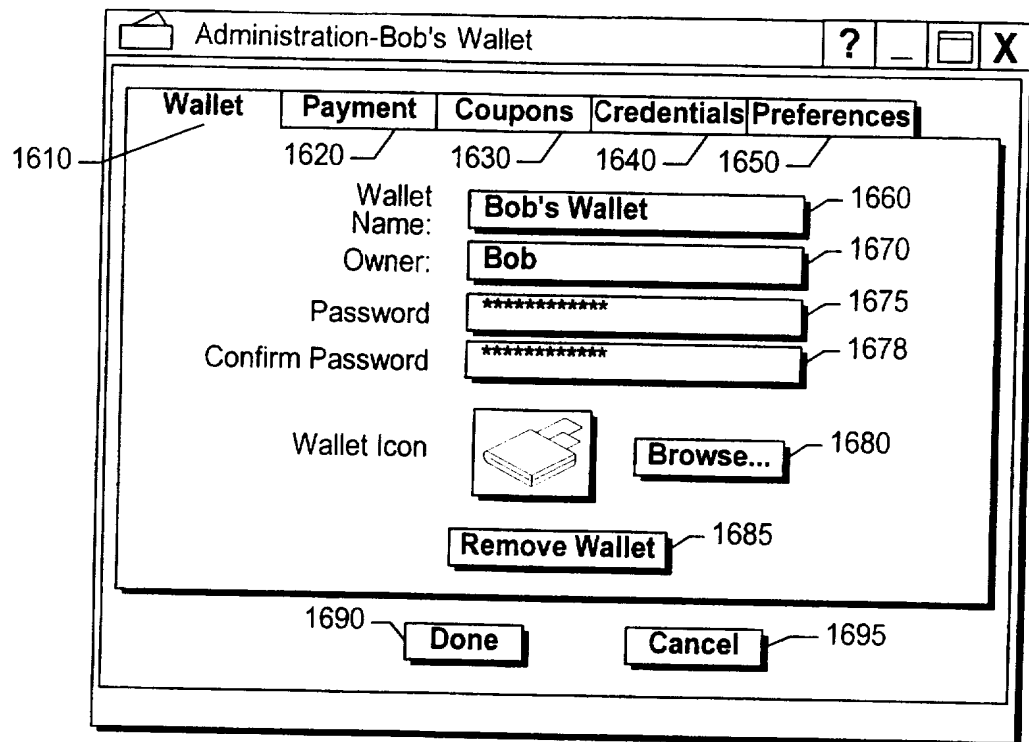 Administration-Bob's Wallet ? _ X
Wallet Payment Coupons Credentials Preferences
1610 1620 1630 1640 1650
Wallet
Name: Bob's Wallet 1660
Owner: Bob 1670
Password ************ 1675
Confirm Password ************ 1678
Wallet Icon Browse... 1680
Remove Wallet 1685
1690 Done Cancel 1695